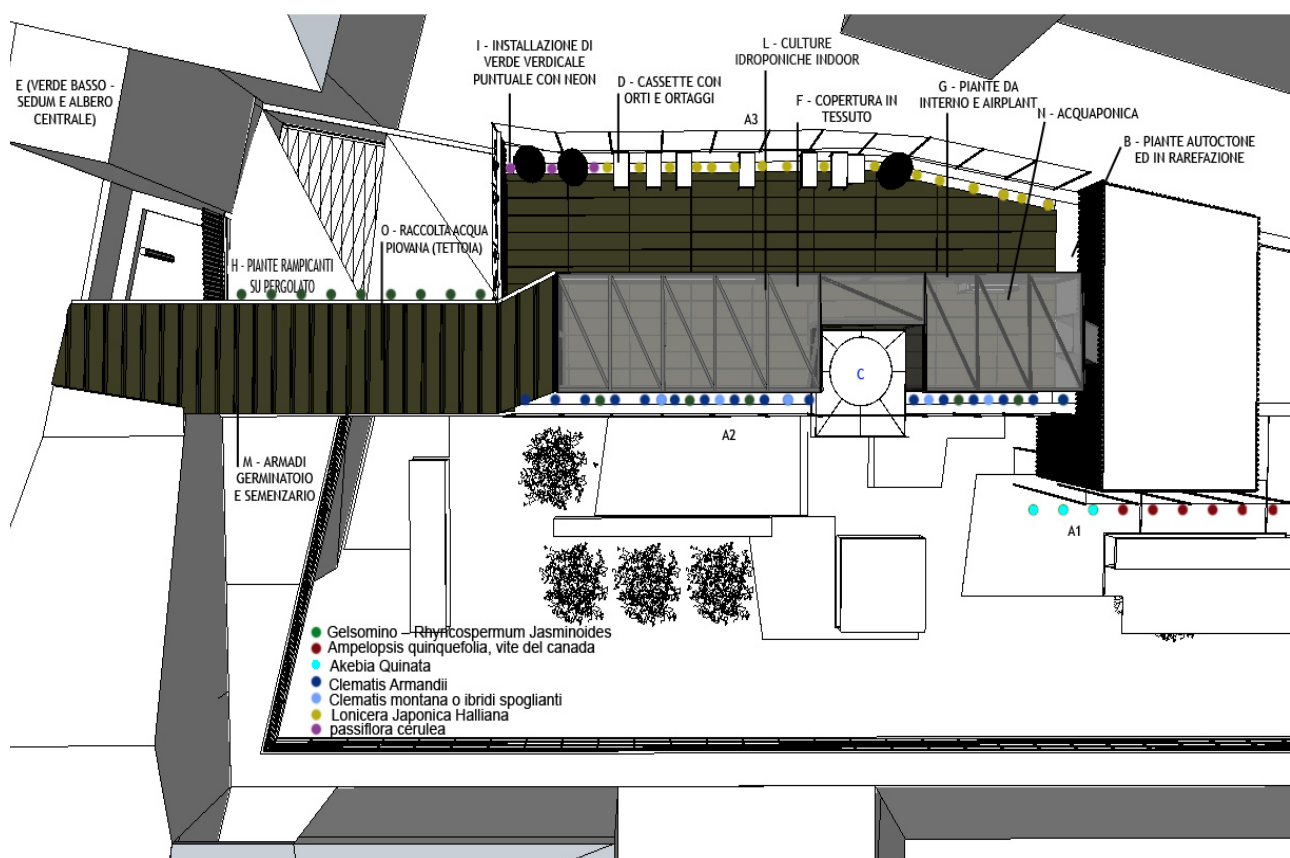 I - INSTALLAZIONE DI
VERDE VERDICALE
PUNTUALE CON NEON
L - CULTURE
IDROPONICHE INDOOR
E (VERDE BASSO -
SEDUM E ALBERO
CENTRALE)
D - CASSETTE CON
ORTI E ORTAGGI
A3
F - COPERTURA IN
TESSUTO
G - PIANTE DA
INTERNO E AIRPLANT
N - ACQUAPONICA
B - PIANTE AUTOCTONE
ED IN RAREFAZIONE
O - RACCOLTA ACQUA
PIOVANA (TETTOIA)
H - PIANTE RAMPICANTI
SU PERGOLATO
C
A2
M - ARMADI
GERMINATOIO
E SEMENZARIO
A1
Gelsomino – Rhyncospermum Jasminoides
Ampelopsis quinquefolia, vite del canada
Akebia Quinata
Clematis Armandii
Clematis montana o ibridi spoglianti
Lonicera Japonica Halliana
passiflora cerulea